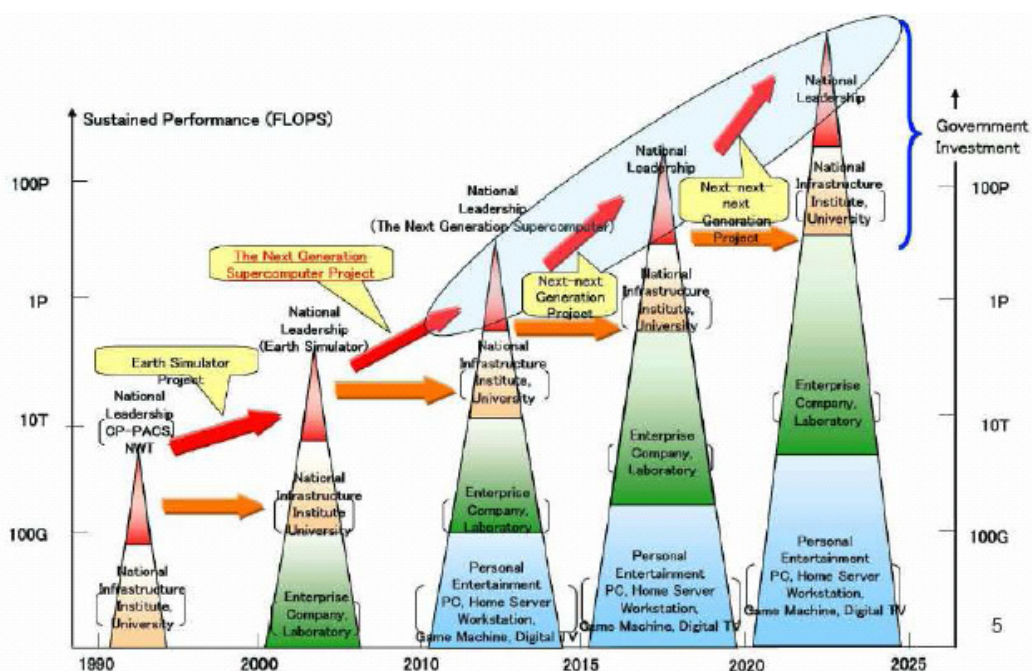 Sustained Performance (FLOPS)
100P
1P
10T
100G
National
Leadership
(CP-PACS,
NWT
National
Infrastructure
Institute,
University
Earth Simulator
Project
National
Leadership
(Earth Simulator)
National
Infrastructure
Institute
University
Enterprise
Company,
Laboratory
The Next Generation
Supercomputer Project
National
Leadership
(The Next Generation Supercomputer)
National
Infrastructure
Institute,
University
Enterprise
Company,
Laboratory
Personal
Entertainment
PC, Home Server
Workstation,
Game Machine, Digital TV
Next-next
Generation
Project
National
Leadership
National
Infrastructure
Institute,
University
Enterprise
Company,
Laboratory
Personal
Entertainment
PC, Home Server
Workstation,
Game Machine, Digital TV
Next-next-
next
Generation
Project
National
Leadership
National
Infrastructure
Institute,
University
Enterprise
Company,
Laboratory
Personal
Entertainment
PC, Home Server
Workstation,
Game Machine, Digital TV
Government
Investment
100P
1P
10T
100G
5
1990
2000
2010
2015
2020
2025